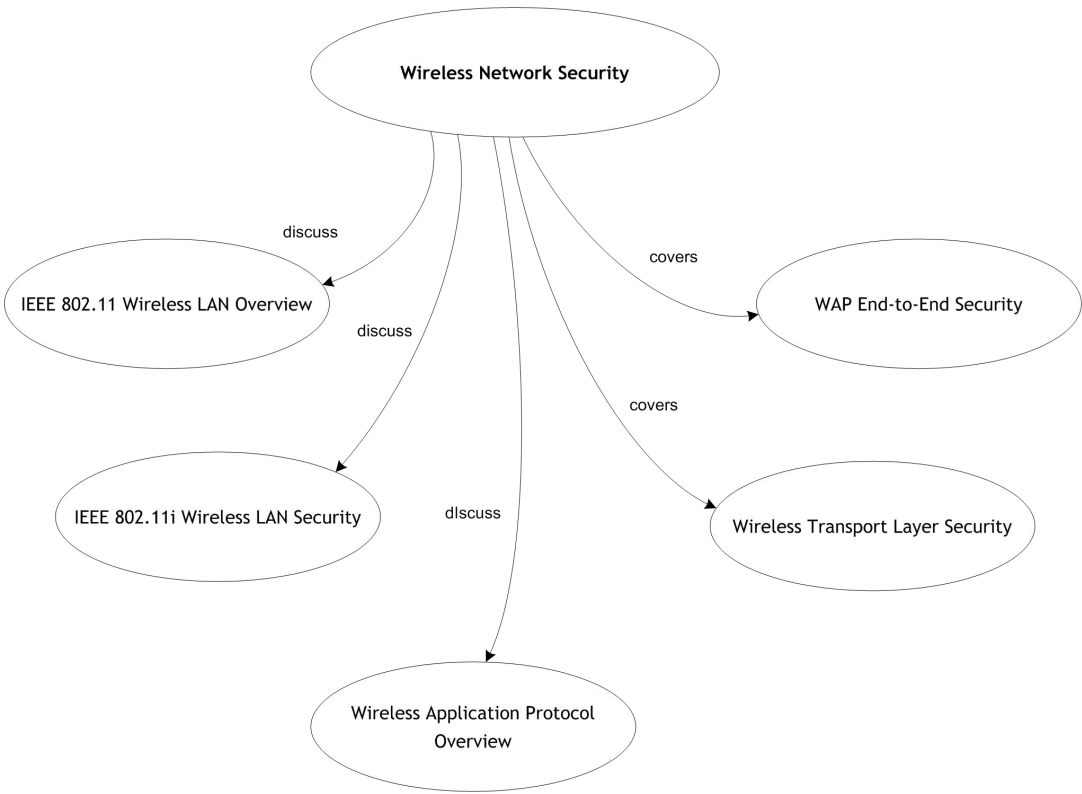 Wireless Network Security
discuss
covers
IEEE 802.11 Wireless LAN Overview
WAP End-to-End Security
discuss
covers
IEEE 802.11i Wireless LAN Security
dIscuss
Wireless Transport Layer Security
Wireless Application Protocol
Overview